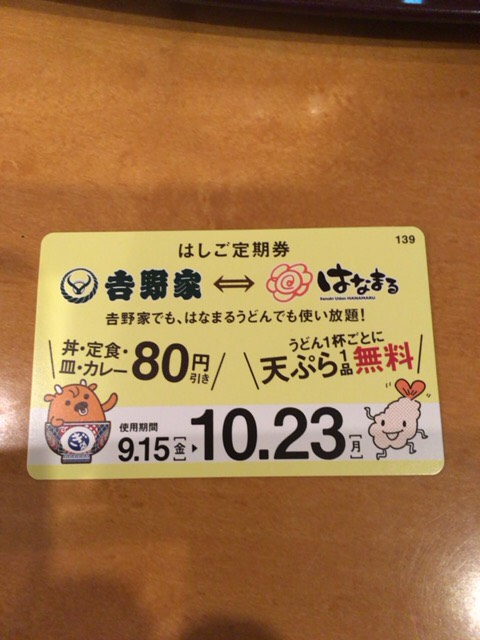 139
はしご定期券
吉野家 ⇔ はなまる
Sanuki Udon HANAMARU
吉野家でも、はなまるうどんでも使い放題!
丼・定食・皿・カレー 80円引き
うどん1杯ごとに
天ぷら1品無料
使用期間
9.15[金]▶10.23[月]